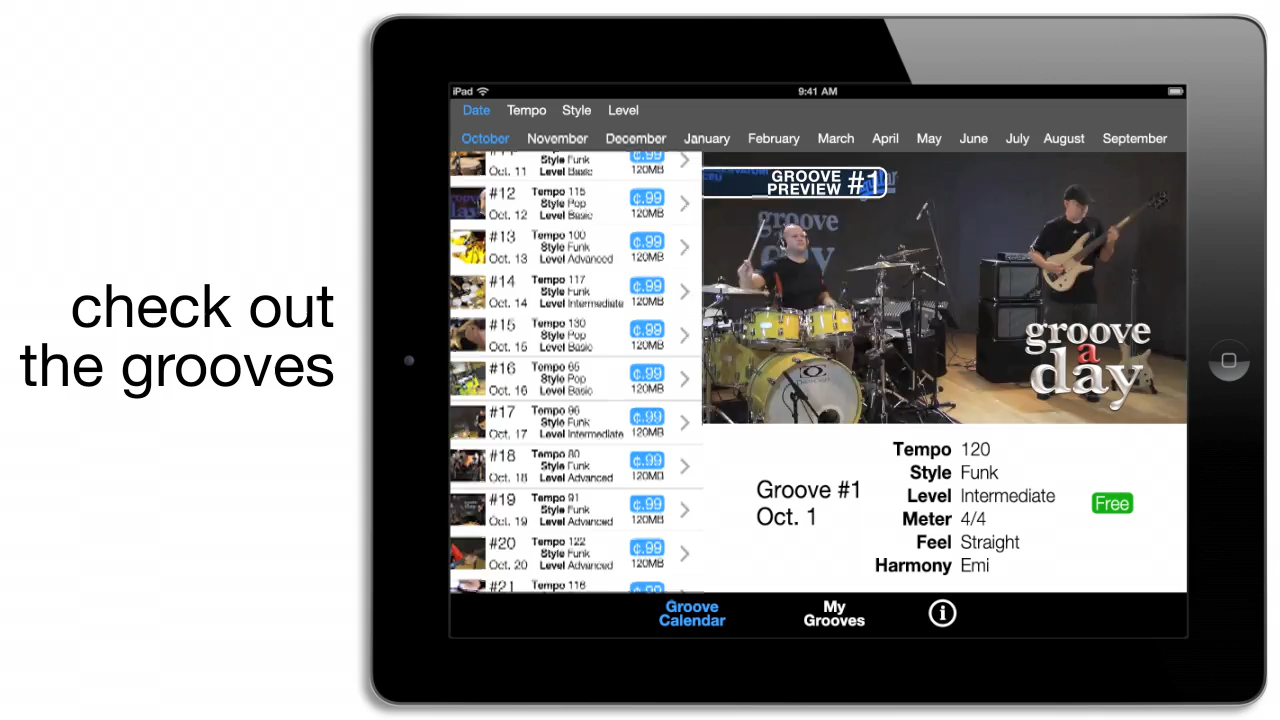 check out
the grooves
iPad
9:41 AM
Date Tempo Style Level
October November December January February March April May June July August September
Style Funk
Oct. 11 Level Basic 120MB
#12 Tempo 115 ¢.99
Style Pop
Oct. 12 Level Basic 120MB
#13 Tempo 100 ¢.99
Style Funk
Oct. 13 Level Advanced 120MB
#14 Tempo 117 ¢.99
Style Funk
Oct. 14 Level Intermediate 120MB
#15 Tempo 130 ¢.99
Style Pop
Oct. 15 Level Basic 120MB
#16 Tempo 65 ¢.99
Style Pop
Oct. 16 Level Basic 120MB
#17 Tempo 96 ¢.99
Style Funk
Oct. 17 Level Intermediate 120MB
#18 Tempo 80 ¢.99
Style Funk
Oct. 18 Level Advanced 120MB
#19 Tempo 91 ¢.99
Style Funk
Oct. 19 Level Advanced 120MB
#20 Tempo 122 ¢.99
Style Funk
Oct. 20 Level Advanced 120MB
#21 Tempo 116 ¢.99
GROOVE
PREVIEW #1
groove
a
day
groove
a
day
Groove #1
Oct. 1
Tempo 120
Style Funk
Level Intermediate
Meter 4/4
Feel Straight
Harmony Emi
Free
Groove
Calendar
My
Grooves
i